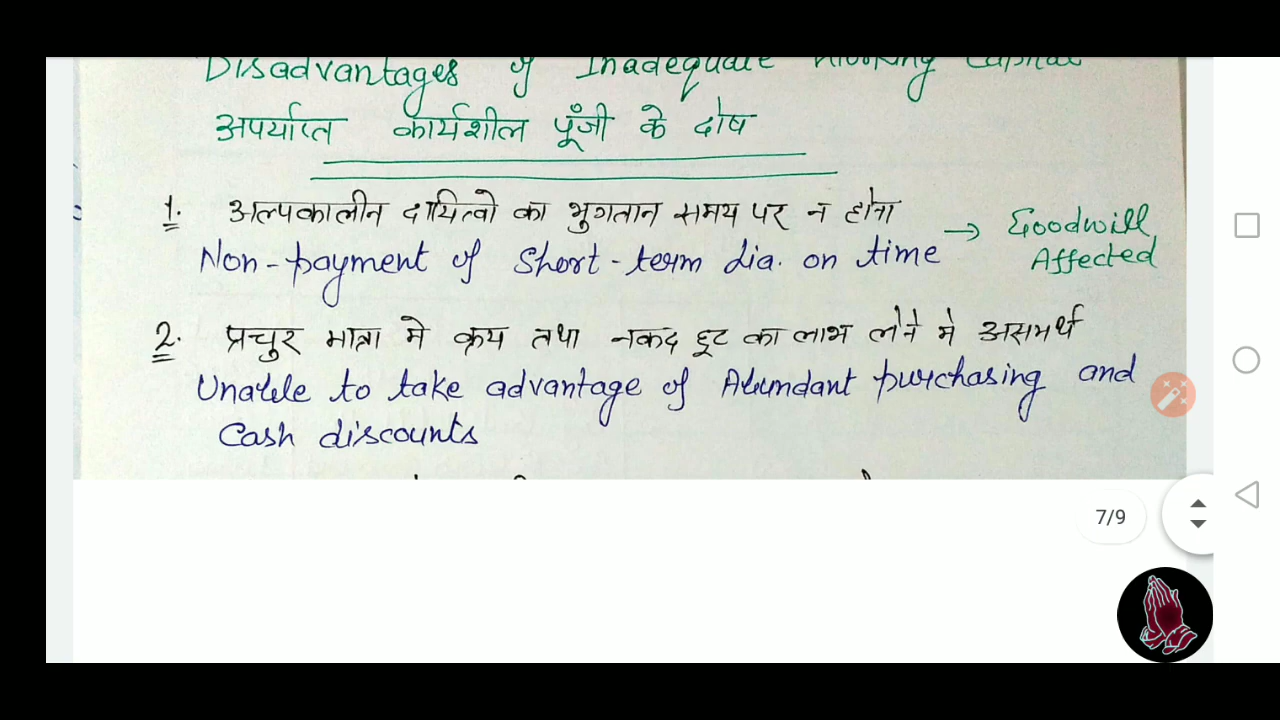 Disadvantages of Inadequate Working Capital
अपर्याप्त कार्यशील पूँजी के दोष
1. अल्पकालीन दायित्वो का भुगतान समय पर न होना
Non-payment of Short-term Lia. on time → Goodwill Affected
2. प्रचुर मात्रा मे क्रय तथा नकद छूट का लाभ लेने मे असमर्थ
Unable to take advantage of Abundant purchasing and
Cash discounts
7/9